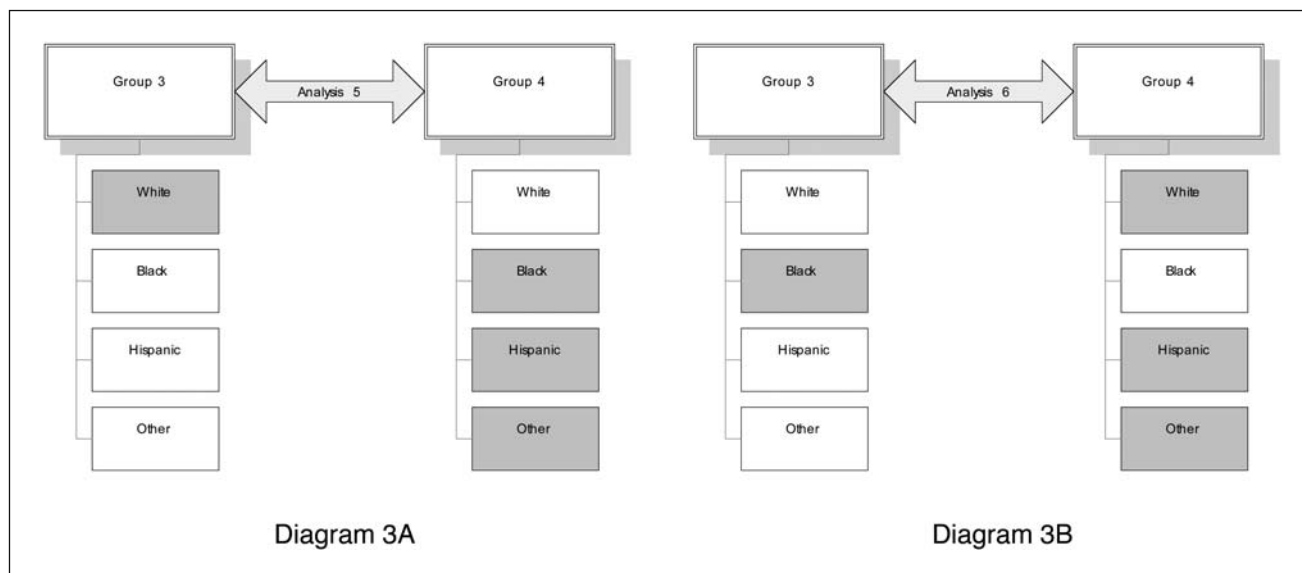 Group 3
Analysis 5
Group 4
White
Black
Hispanic
Other
White
Black
Hispanic
Other
Diagram 3A
Group 3
Analysis 6
Group 4
White
Black
Hispanic
Other
White
Black
Hispanic
Other
Diagram 3B